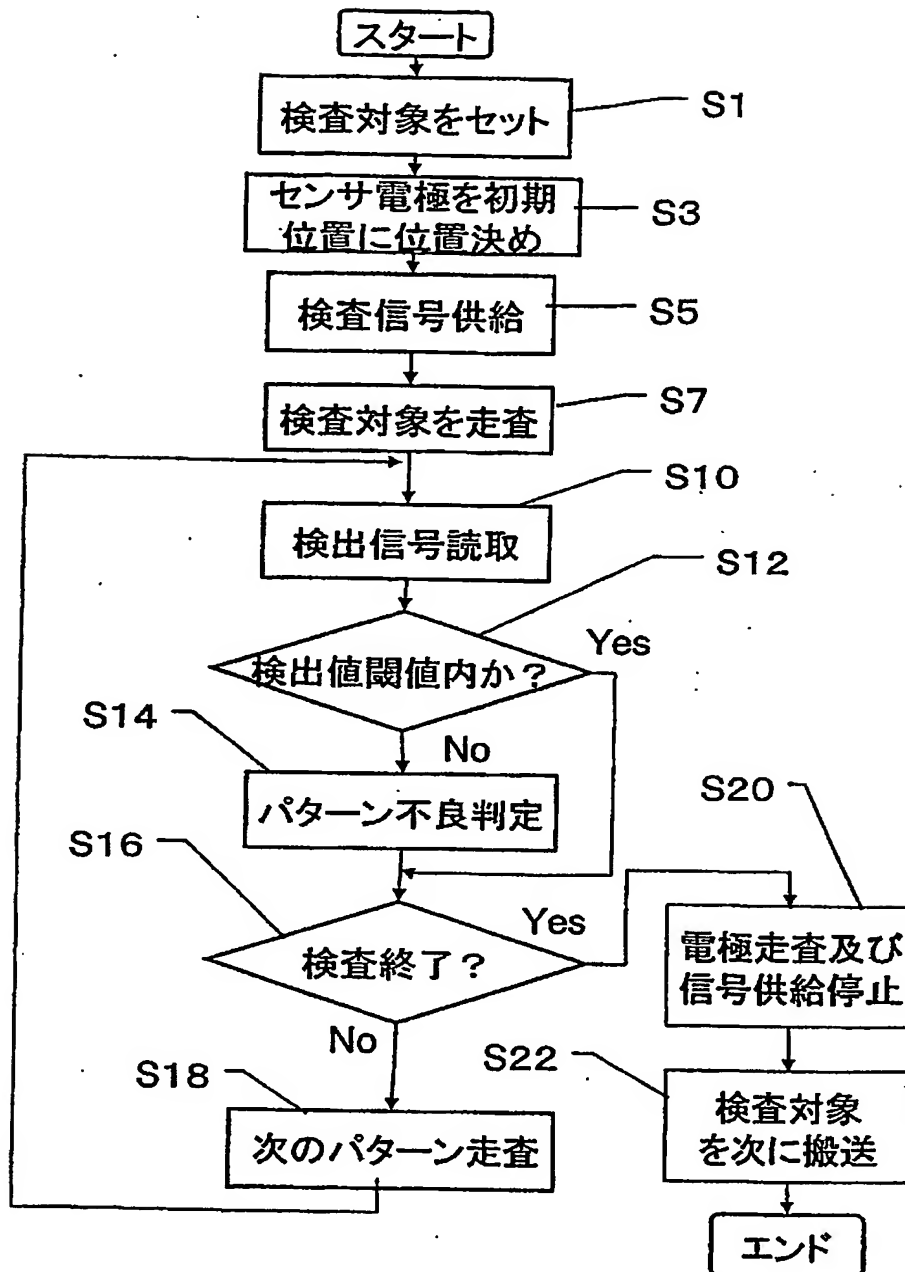 スタート
検査対象をセット
S1
センサ電極を初期
位置に位置決め
S3
検査信号供給
S5
検査対象を走査
S7
検出信号読取
S10
検出値閾値内か?
S12
Yes
No
パターン不良判定
S14
検査終了?
S16
Yes
No
次のパターン走査
S18
電極走査及び
信号供給停止
S20
検査対象
を次に搬送
S22
エンド